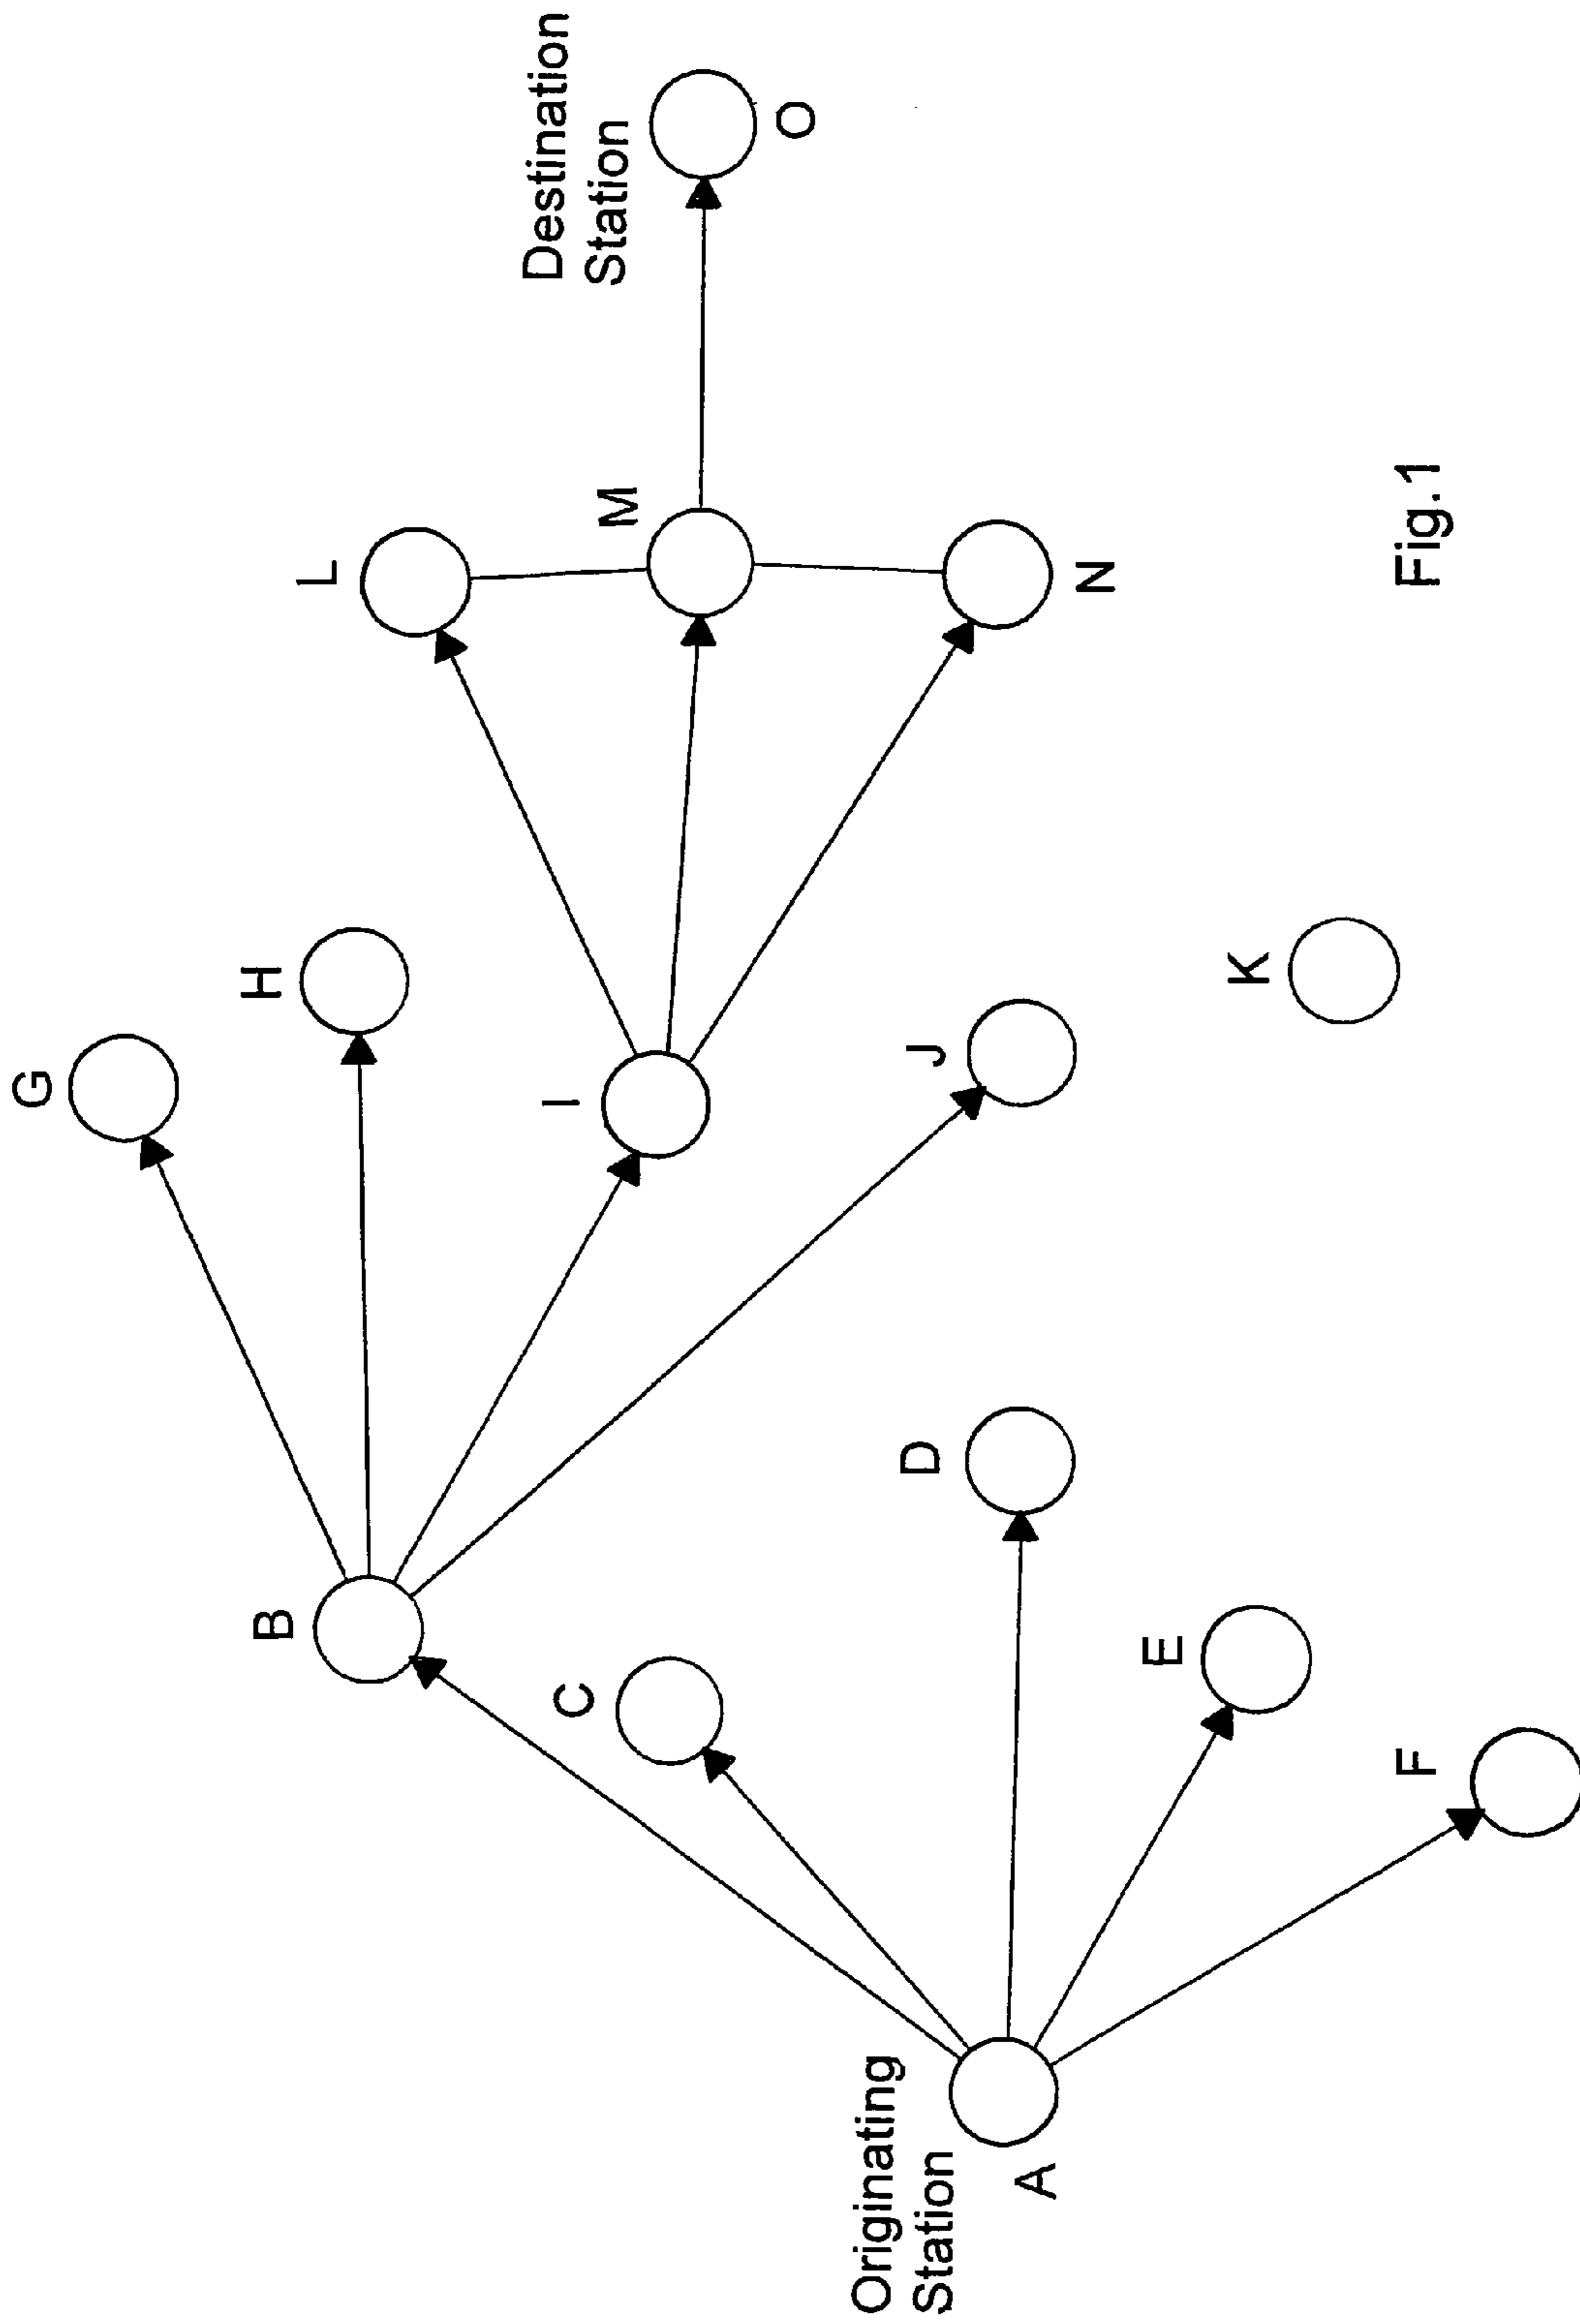 G
H
B
L
Destination
Station
I
C
M
O
Originating
Station
D
J
A
N
E
K
F
Fig.1